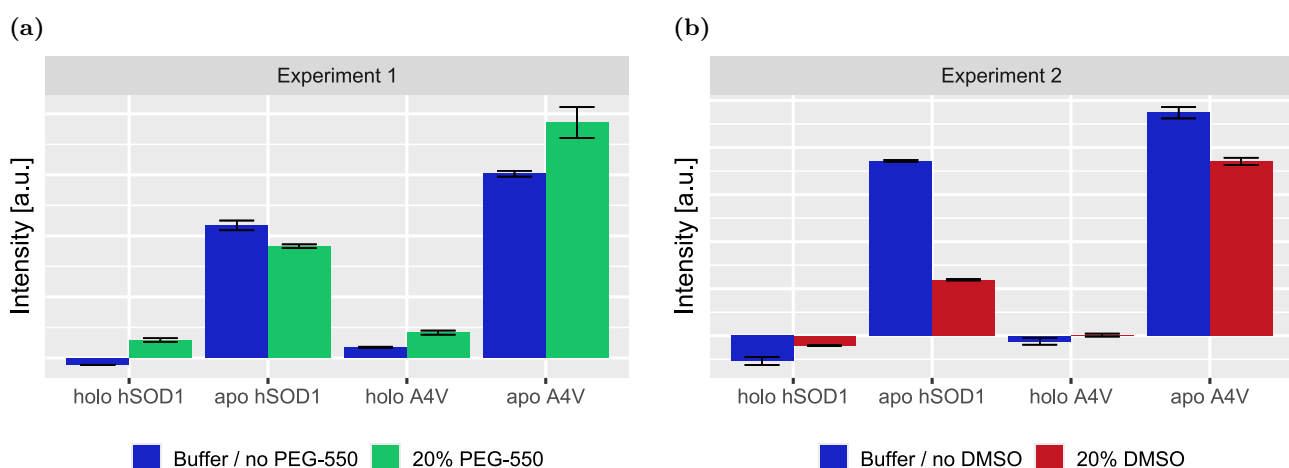 (a)
Experiment 1
Intensity [a.u.]
holo hSOD1 apo hSOD1 holo A4V apo A4V
Buffer / no PEG-550 20% PEG-550
(b)
Experiment 2
Intensity [a.u.]
holo hSOD1 apo hSOD1 holo A4V apo A4V
Buffer / no DMSO 20% DMSO